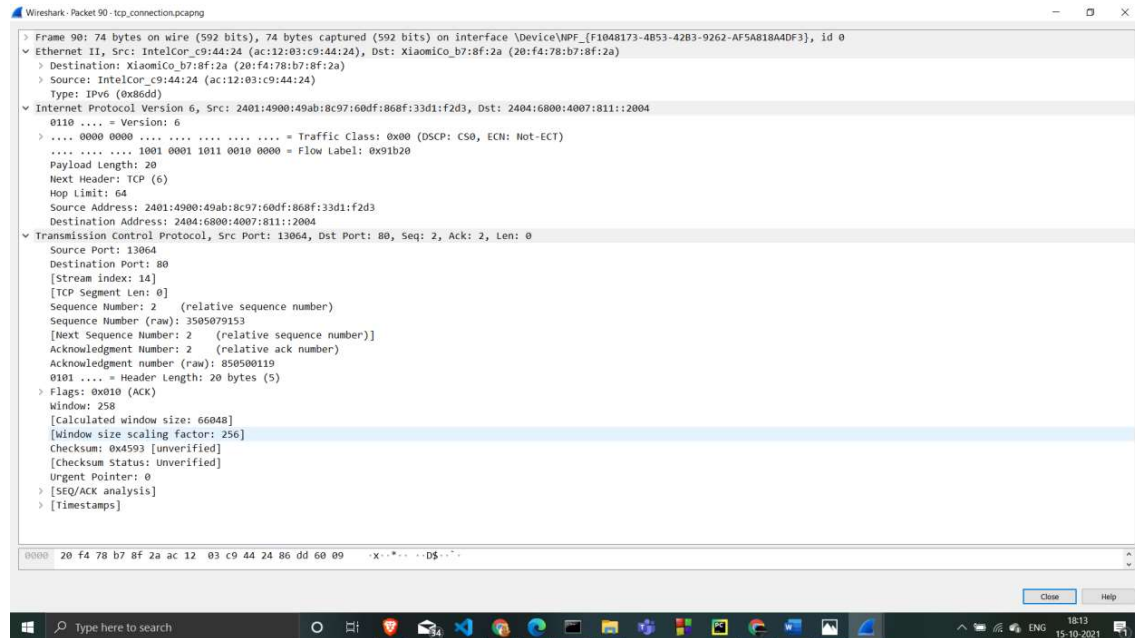 Wireshark · Packet 90 · tcp_connection.pcapng
> Frame 90: 74 bytes on wire (592 bits), 74 bytes captured (592 bits) on interface \Device\NPF_{F1048173-4B53-42B3-9262-AF5A818A4DF3}, id 0
Ethernet II, Src: IntelCor_c9:44:24 (ac:12:03:c9:44:24), Dst: XiaomiCo_b7:8f:2a (20:f4:78:b7:8f:2a)
> Destination: XiaomiCo_b7:8f:2a (20:f4:78:b7:8f:2a)
> Source: IntelCor_c9:44:24 (ac:12:03:c9:44:24)
Type: IPv6 (0x86dd)
Internet Protocol Version 6, Src: 2401:4900:49ab:8c97:60df:868f:33d1:f2d3, Dst: 2404:6800:4007:811::2004
0110 .... = Version: 6
> .... 0000 0000 .... .... .... .... .... = Traffic Class: 0x00 (DSCP: CS0, ECN: Not-ECT)
.... .... .... 1001 0001 1011 0010 0000 = Flow Label: 0x91b20
Payload Length: 20
Next Header: TCP (6)
Hop Limit: 64
Source Address: 2401:4900:49ab:8c97:60df:868f:33d1:f2d3
Destination Address: 2404:6800:4007:811::2004
Transmission Control Protocol, Src Port: 13064, Dst Port: 80, Seq: 2, Ack: 2, Len: 0
Source Port: 13064
Destination Port: 80
[Stream index: 14]
[TCP Segment Len: 0]
Sequence Number: 2 (relative sequence number)
Sequence Number (raw): 3505079153
[Next Sequence Number: 2 (relative sequence number)]
Acknowledgment Number: 2 (relative ack number)
Acknowledgment number (raw): 850500119
0101 .... = Header Length: 20 bytes (5)
> Flags: 0x010 (ACK)
Window: 258
[Calculated window size: 66048]
[Window size scaling factor: 256]
Checksum: 0x4593 [unverified]
[Checksum Status: Unverified]
Urgent Pointer: 0
> [SEQ/ACK analysis]
> [Timestamps]
0000 20 f4 78 b7 8f 2a ac 12 03 c9 44 24 86 dd 60 09 ·x··*·· ··D$··`·
Close Help
Type here to search
34
ENG
18:13
15-10-2021